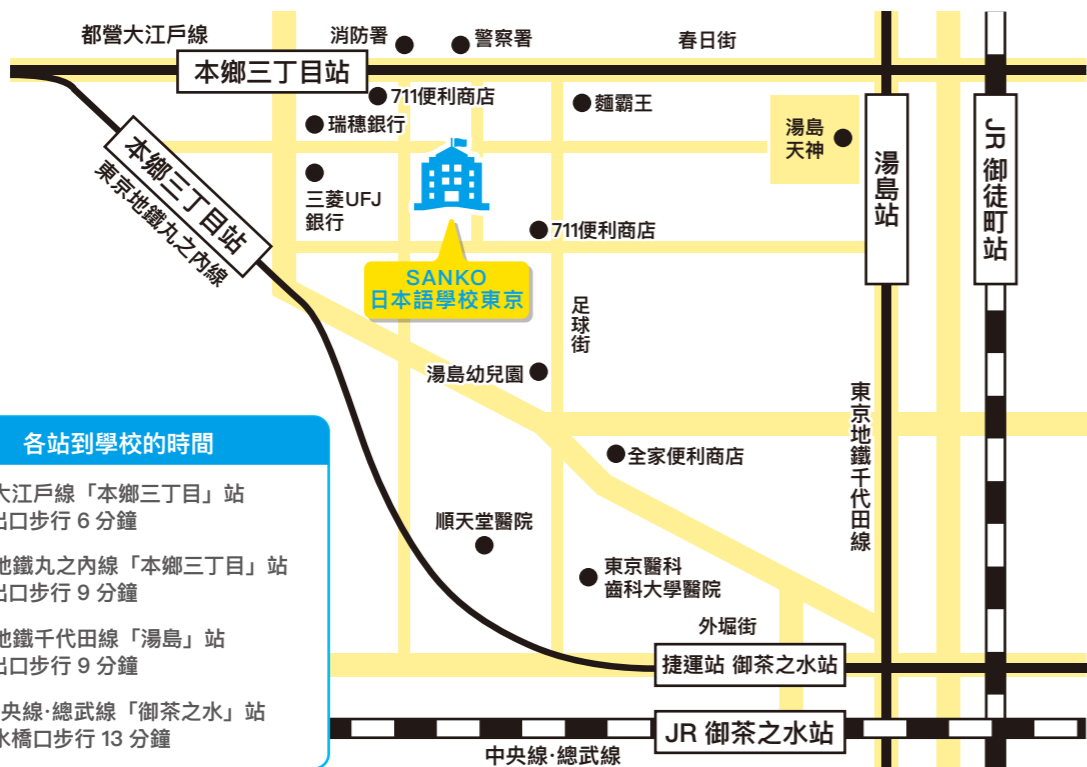 都營大江戶線
消防署
警察署
春日街
本鄉三丁目站
711便利商店
麵霸王
瑞穗銀行
湯島
天神
本鄉三丁目站
東京地鐵丸之內線
三菱UFJ
銀行
711便利商店
湯島站
JR 御徒町站
SANKO
日本語學校東京
足球街
湯島幼兒園
東京地鐵千代田線
全家便利商店
順天堂醫院
東京醫科
齒科大學醫院
外堀街
捷運站 御茶之水站
JR 御茶之水站
中央線·總武線
各站到學校的時間
大江戶線「本鄉三丁目」站
出口步行 6 分鐘
地鐵丸之內線「本鄉三丁目」站
出口步行 9 分鐘
地鐵千代田線「湯島」站
出口步行 9 分鐘
央線·總武線「御茶之水」站
水橋口步行 13 分鐘